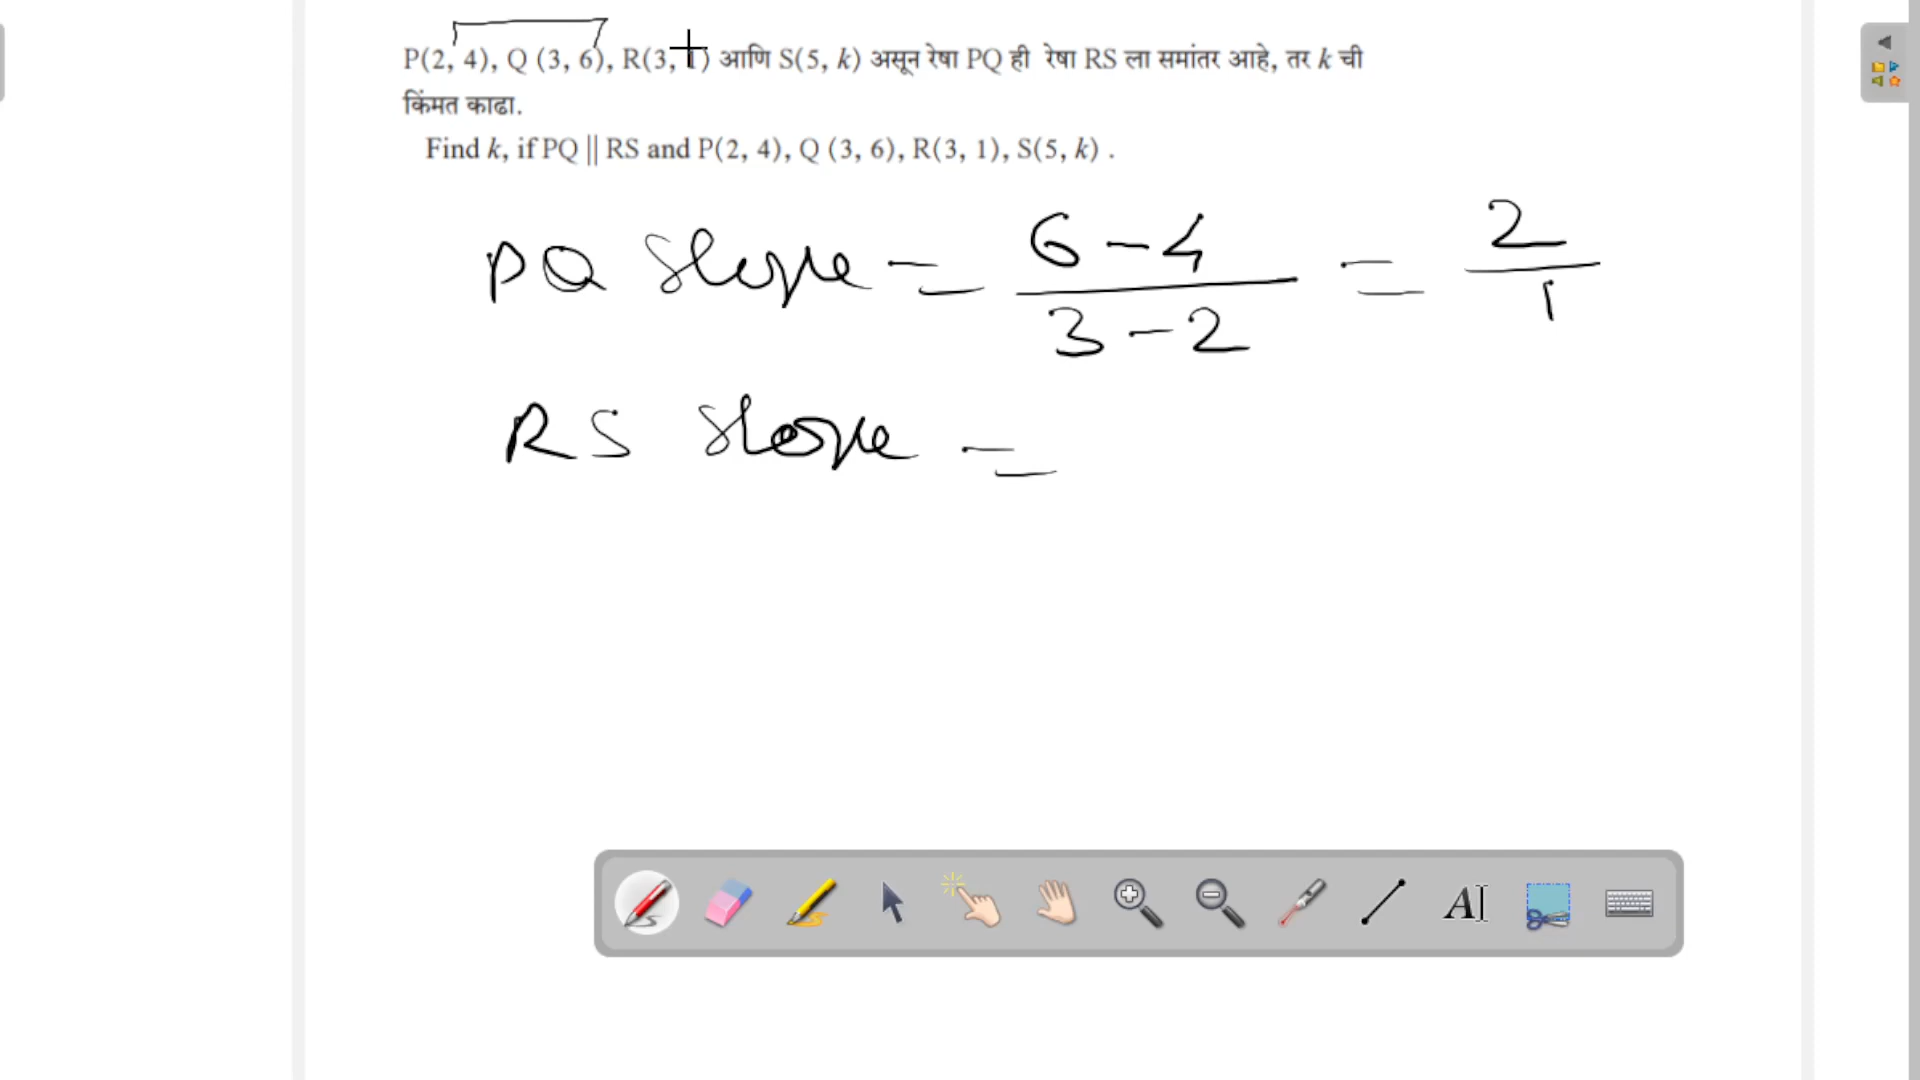 P(2, 4), Q (3, 6), R(3, 1) आणि S(5, k) असून रेषा PQ ही रेषा RS ला समांतर आहे, तर k ची
किंमत काढा.
Find k, if PQ || RS and P(2, 4), Q (3, 6), R(3, 1), S(5, k) .
PQ slope = 6 - 4 / 3 - 2 = 2 / 1
RS slope =
AI